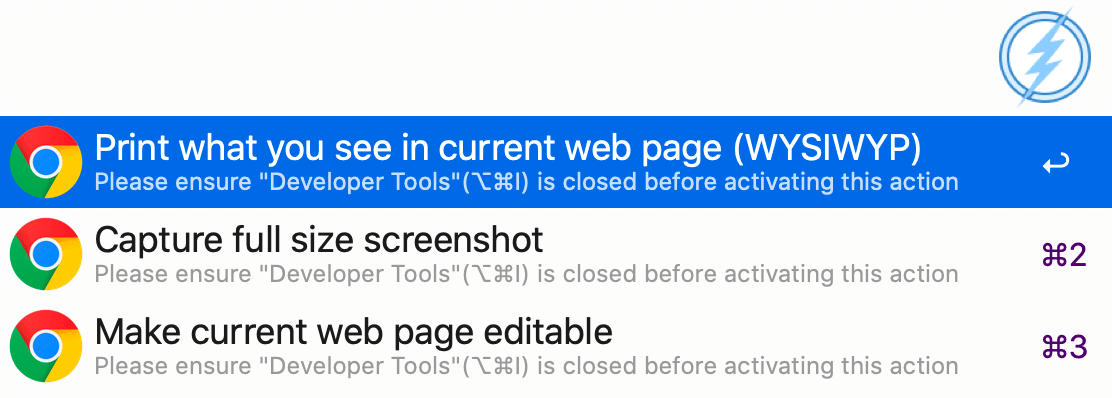 Print what you see in current web page (WYSIWYP)
Please ensure "Developer Tools"(⌥⌘I) is closed before activating this action
Capture full size screenshot
⌘2
Please ensure "Developer Tools"(⌥⌘I) is closed before activating this action
Make current web page editable
⌘3
Please ensure "Developer Tools"(⌥⌘I) is closed before activating this action